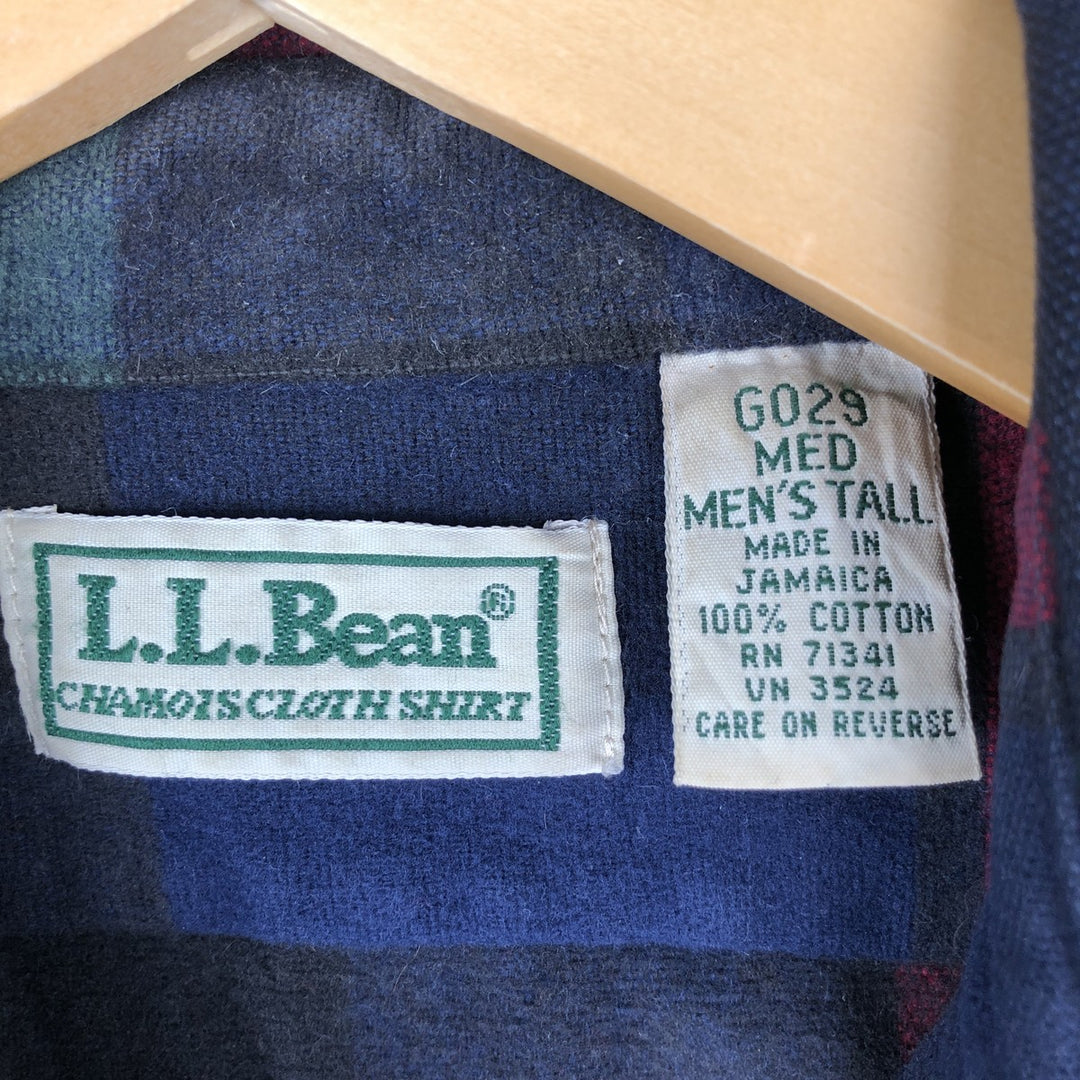 L.L.Bean®
CHAMOIS CLOTH SHIRT
G029
MED
MEN'S TALL
MADE IN
JAMAICA
100% COTTON
RN 71341
VN 3524
CARE ON REVERSE